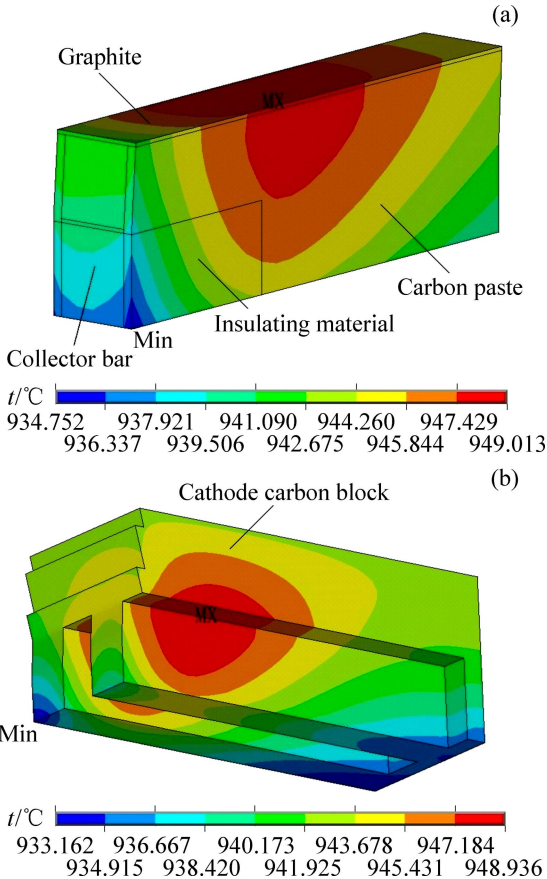 (a)
Graphite
MX
Carbon paste
Insulating material
Min
Collector bar
t/℃
934.752 937.921 941.090 944.260 947.429
936.337 939.506 942.675 945.844 949.013
(b)
Cathode carbon block
MX
Min
t/℃
933.162 936.667 940.173 943.678 947.184
934.915 938.420 941.925 945.431 948.936